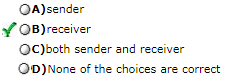 A)sender
B)receiver
C)both sender and receiver
D)None of the choices are correct